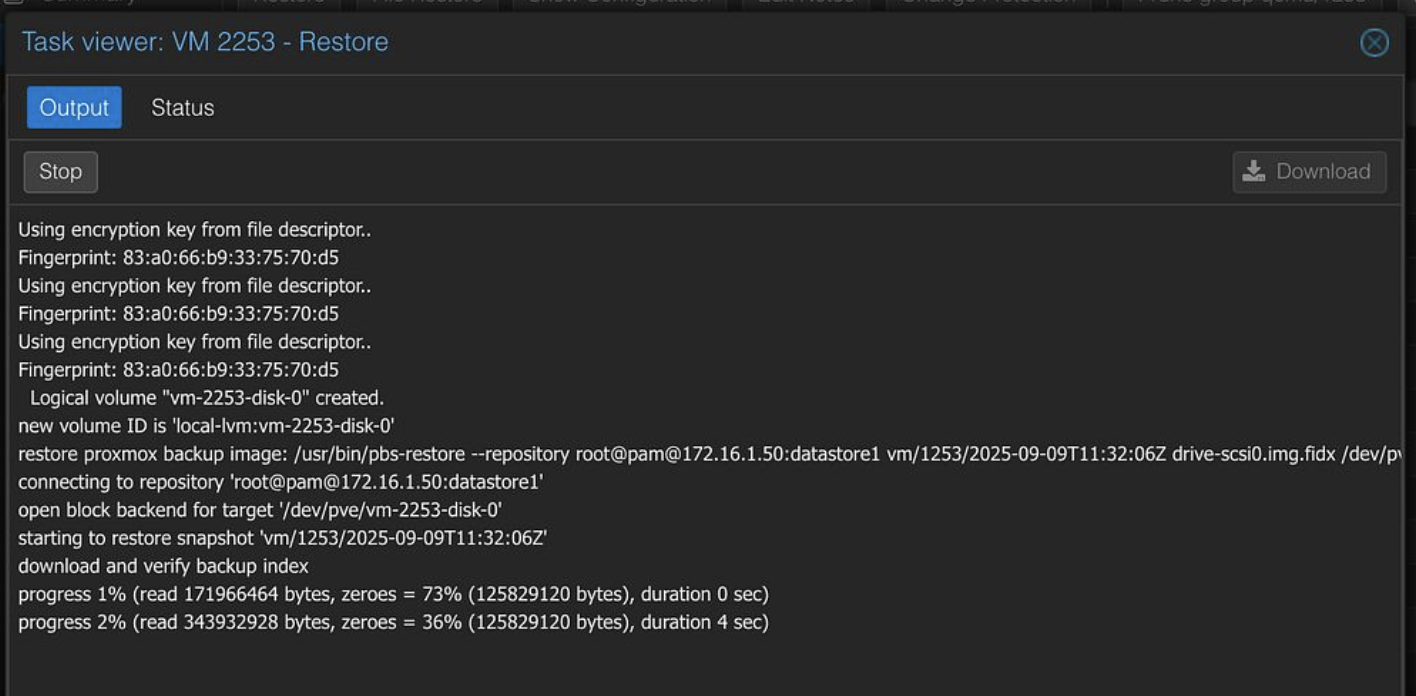 Task viewer: VM 2253 - Restore
Output Status
Stop Download
Using encryption key from file descriptor..
Fingerprint: 83:a0:66:b9:33:75:70:d5
Using encryption key from file descriptor..
Fingerprint: 83:a0:66:b9:33:75:70:d5
Using encryption key from file descriptor..
Fingerprint: 83:a0:66:b9:33:75:70:d5
Logical volume "vm-2253-disk-0" created.
new volume ID is 'local-lvm:vm-2253-disk-0'
restore proxmox backup image: /usr/bin/pbs-restore --repository root@pam@172.16.1.50:datastore1 vm/1253/2025-09-09T11:32:06Z drive-scsi0.img.fidx /dev/pv
connecting to repository 'root@pam@172.16.1.50:datastore1'
open block backend for target '/dev/pve/vm-2253-disk-0'
starting to restore snapshot 'vm/1253/2025-09-09T11:32:06Z'
download and verify backup index
progress 1% (read 171966464 bytes, zeroes = 73% (125829120 bytes), duration 0 sec)
progress 2% (read 343932928 bytes, zeroes = 36% (125829120 bytes), duration 4 sec)